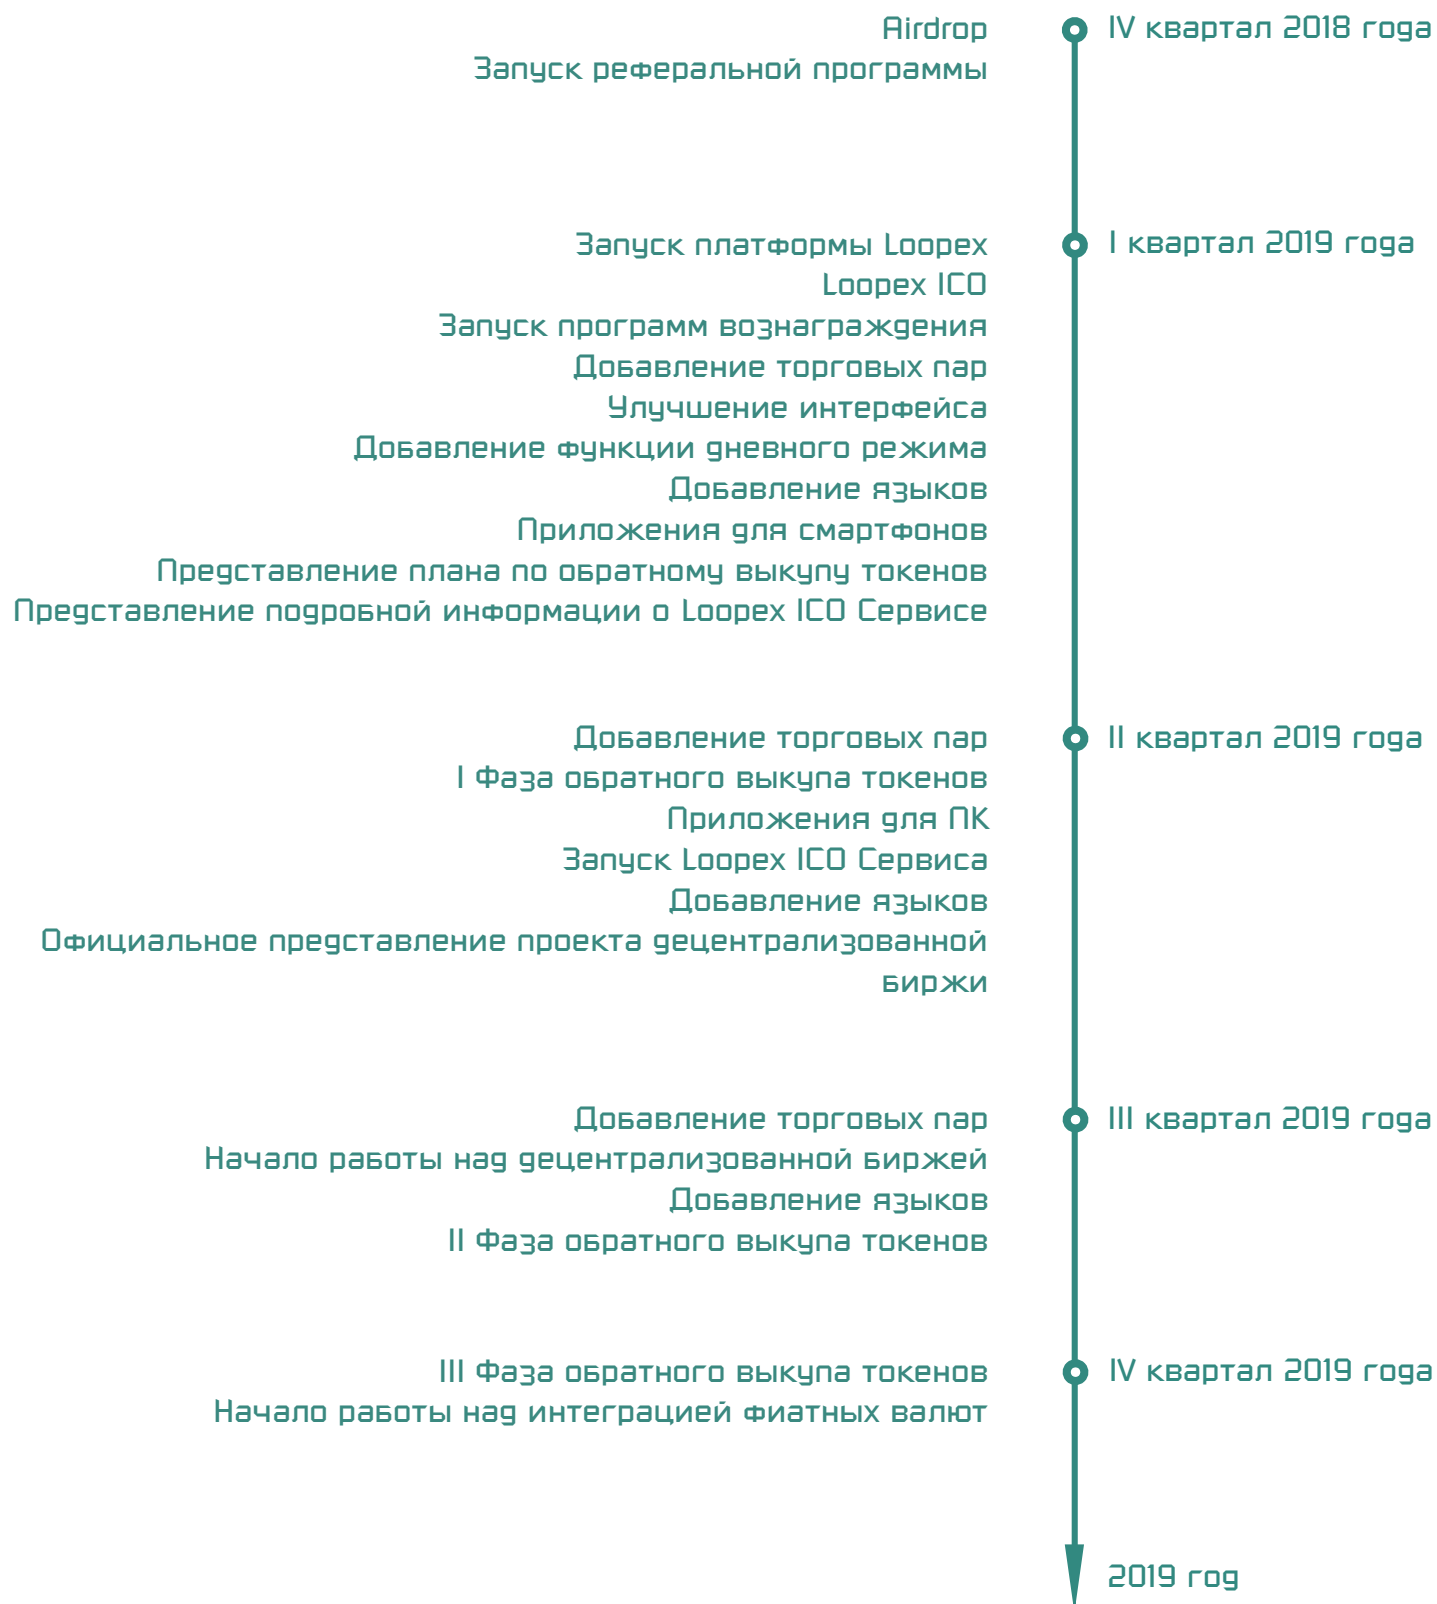 Airdrop
IV квартал 2018 года
Запуск реферальной программы
Запуск платформы Loopex
I квартал 2019 года
Loopex ICO
Запуск программ вознаграждения
Добавление торговых пар
Улучшение интерфейса
Добавление функции дневного режима
Добавление языков
Приложения для смартфонов
Представление плана по обратному выкупу токенов
Представление подробной информации о Loopex ICO Сервисе
Добавление торговых пар
II квартал 2019 года
I Фаза обратного выкупа токенов
Приложения для ПК
Запуск Loopex ICO Сервиса
Добавление языков
Официальное представление проекта децентрализованной
биржи
Добавление торговых пар
III квартал 2019 года
Начало работы над децентрализованной биржей
Добавление языков
II Фаза обратного выкупа токенов
III Фаза обратного выкупа токенов
IV квартал 2019 года
Начало работы над интеграцией фиатных валют
2019 год